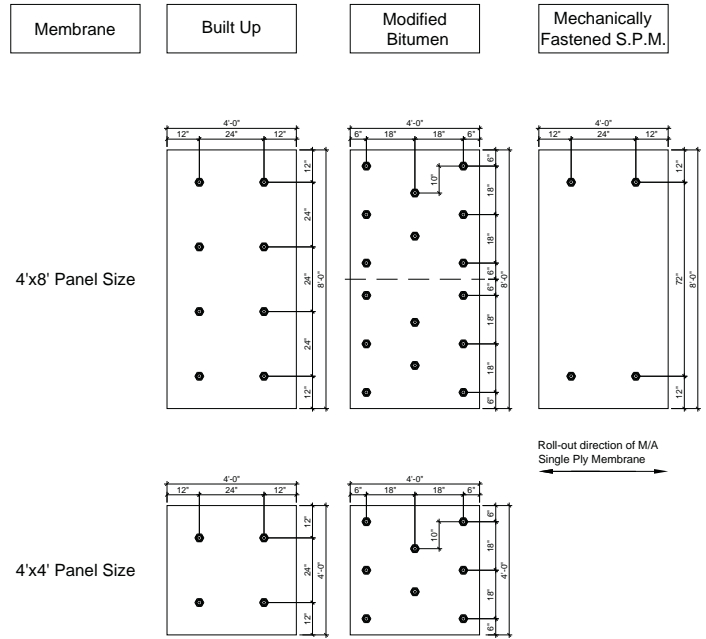 Membrane
Built Up
Modified
Bitumen
Mechanically
Fastened S.P.M.
4'-0"
12" 24" 12"
4'-0"
6" 18" 18" 6"
4'-0"
12" 24" 12"
4'x8' Panel Size
12"
24"
24"
24"
12"
8'-0"
10"
6"
18"
18"
6"
6"
18"
18"
6"
8'-0"
12"
72"
12"
8'-0"
Roll-out direction of M/A
Single Ply Membrane
4'-0"
12" 24" 12"
4'-0"
6" 18" 18" 6"
4'x4' Panel Size
12"
24"
12"
4'-0"
10"
6"
18"
18"
6"
4'-0"